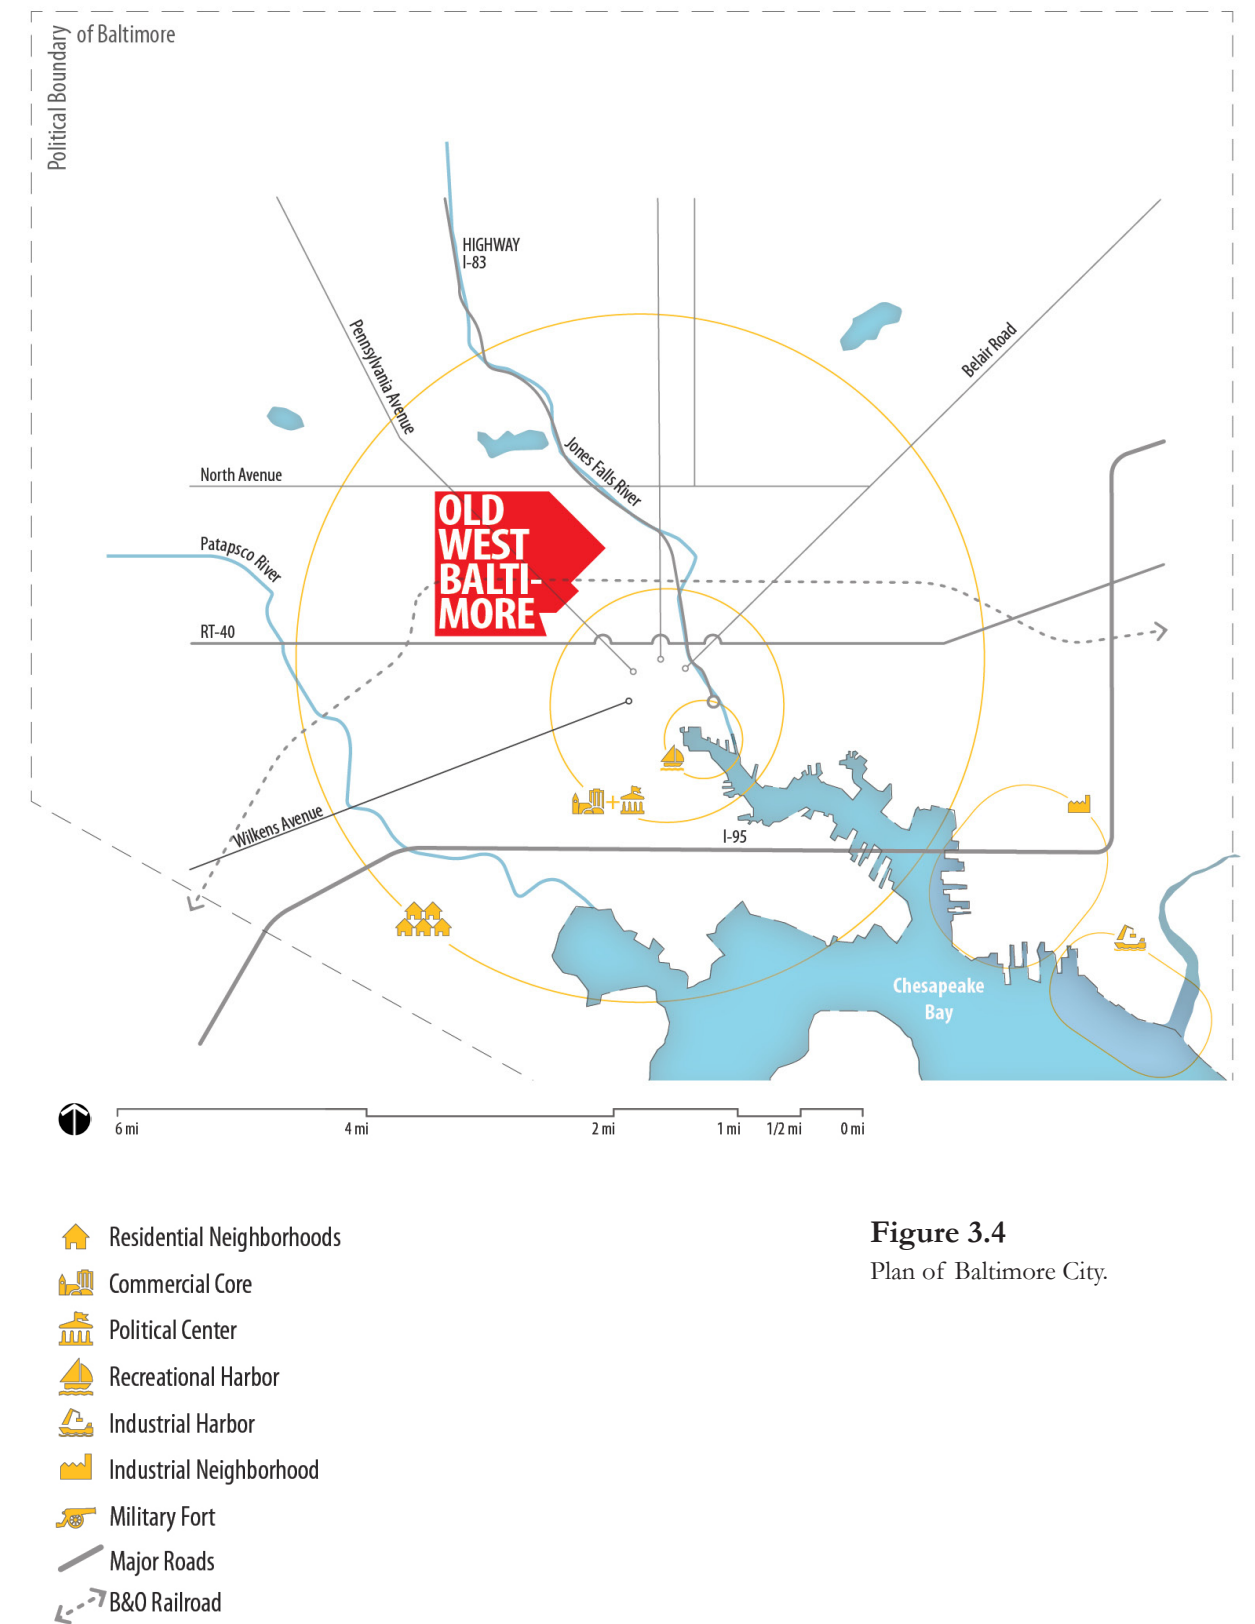 of Baltimore
Political Boundary
HIGHWAY
I-83
Pennsylvania Avenue
Belair Road
Jones Falls River
North Avenue
OLD
WEST
BALTI-
MORE
Patapsco River
RT-40
Wilkens Avenue
I-95
Chesapeake
Bay
6 mi
4 mi
2 mi
1 mi
1/2 mi
0 mi
Residential Neighborhoods
Commercial Core
Political Center
Recreational Harbor
Industrial Harbor
Industrial Neighborhood
Military Fort
Major Roads
B&O Railroad
Figure 3.4
Plan of Baltimore City.